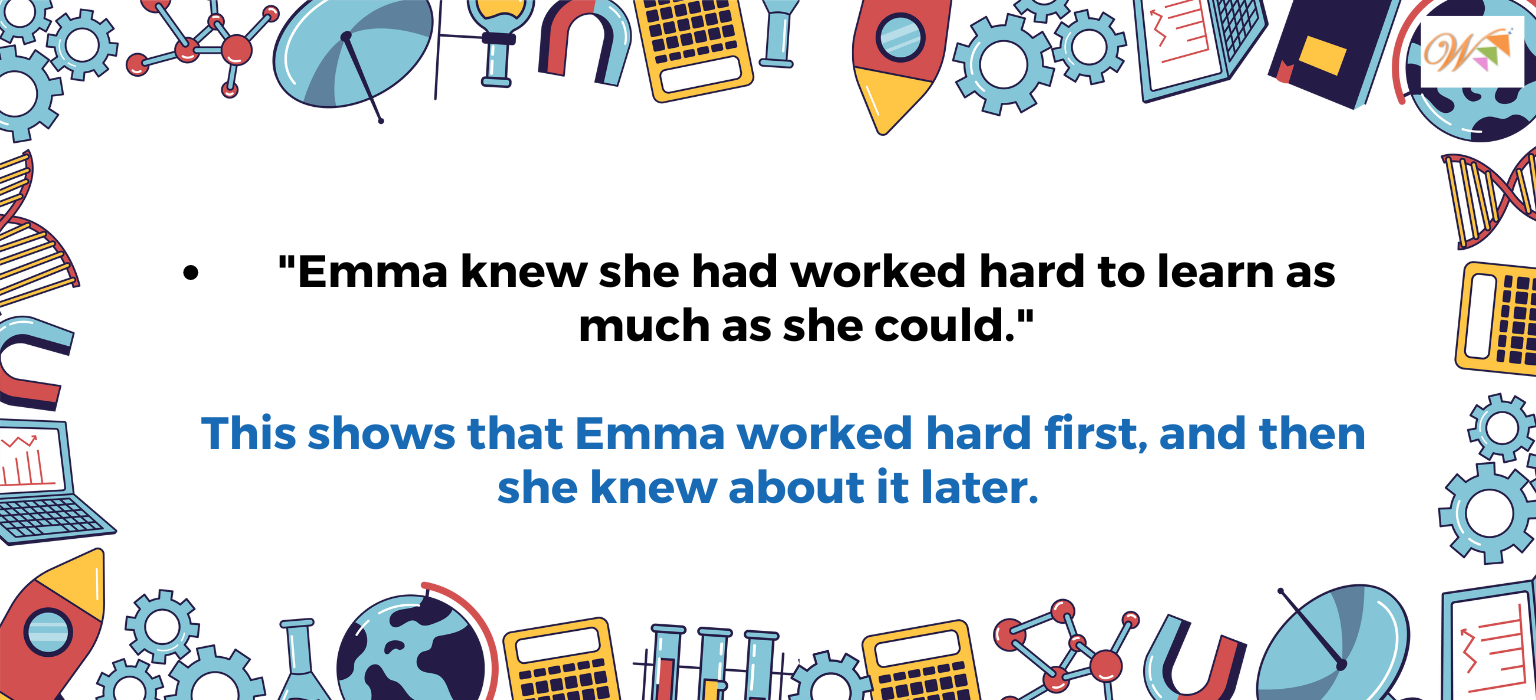 W
• "Emma knew she had worked hard to learn as
much as she could."
This shows that Emma worked hard first, and then
she knew about it later.